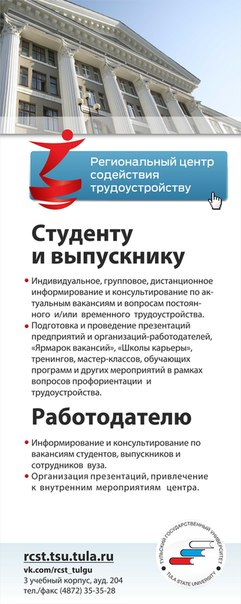 Региональный центр
содействия
трудоустройству
Студенту
и выпускнику
Индивидуальное, групповое, дистанционное
информирование и консультирование по ак-
туальным вакансиям и вопросам постоян-
ного и/или временного трудоустройства.
Подготовка и проведение презентаций
предприятий и организаций-работодателей,
«Ярмарок вакансий», «Школы карьеры»,
тренингов, мастер-классов, обучающих
программ и других мероприятий в рамках
вопросов профориентации и
трудоустройства.
Работодателю
Информирование и консультирование по
вакансиям студентов, выпускников и
сотрудников вуза.
Организация презентаций, привлечение
к внутренним мероприятиям центра.
rcst.tsu.tula.ru
vk.com/rcst_tulgu
3 учебный корпус, ауд. 204
тел./факс (4872) 35-35-28
ТУЛЬСКИЙ ГОСУДАРСТВЕННЫЙ УНИВЕРСИТЕТ
TULA STATE UNIVERSITY